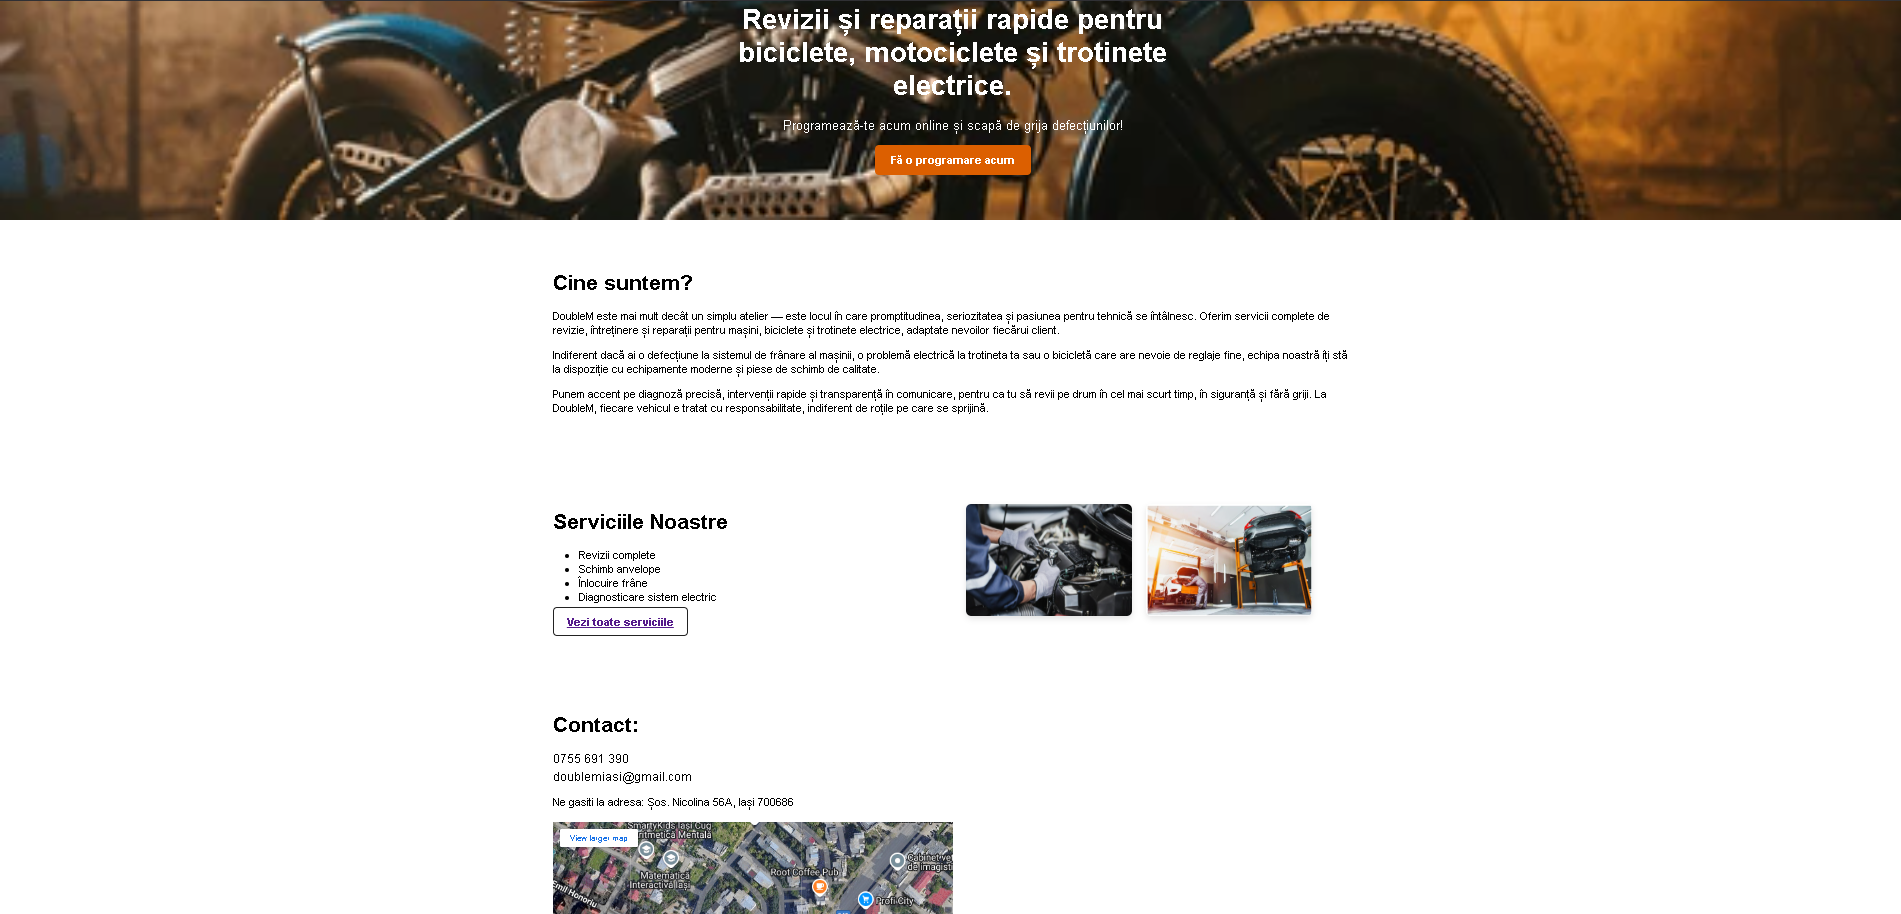 Revizii și reparații rapide pentru
biciclete, motociclete și trotinete
electrice.
Programează-te acum online și scapă de grija defecțiunilor!
Fă o programare acum
Cine suntem?
DoubleM este mai mult decât un simplu atelier — este locul în care promptitudinea, seriozitatea și pasiunea pentru tehnică se întâlnesc. Oferim servicii complete de
revizie, întreținere și reparații pentru mașini, biciclete și trotinete electrice, adaptate nevoilor fiecărui client.
Indiferent dacă ai o defecțiune la sistemul de frânare al mașinii, o problemă electrică la trotineta ta sau o bicicletă care are nevoie de reglaje fine, echipa noastră îți stă
la dispoziție cu echipamente moderne și piese de schimb de calitate.
Punem accent pe diagnoză precisă, intervenții rapide și transparență în comunicare, pentru ca tu să revii pe drum în cel mai scurt timp, în siguranță și fără griji. La
DoubleM, fiecare vehicul e tratat cu responsabilitate, indiferent de roțile pe care se sprijină.
Serviciile Noastre
Revizii complete
Schimb anvelope
Înlocuire frâne
Diagnosticare sistem electric
Vezi toate serviciile
Contact:
0755 691 390
doublemiasi@gmail.com
Ne gasiti la adresa: Șos. Nicolina 56A, Iași 700686
View larger map
SmartyKids Iași Cug
ritmetică Mentală
Matematica
Interactivă Iași
Root Coffee Pub
Cabinet vet
de imagist
Emil Honoriu
Profi City